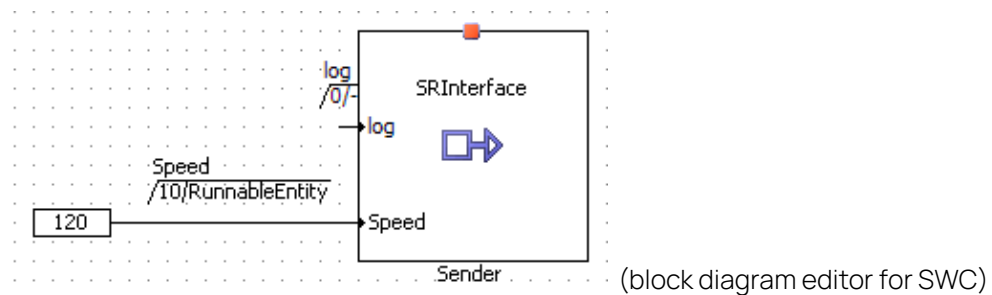 log
/0/-
SRInterface
log
Speed
/10/RunnableEntity
120
Speed
Sender
(block diagram editor for SWC)